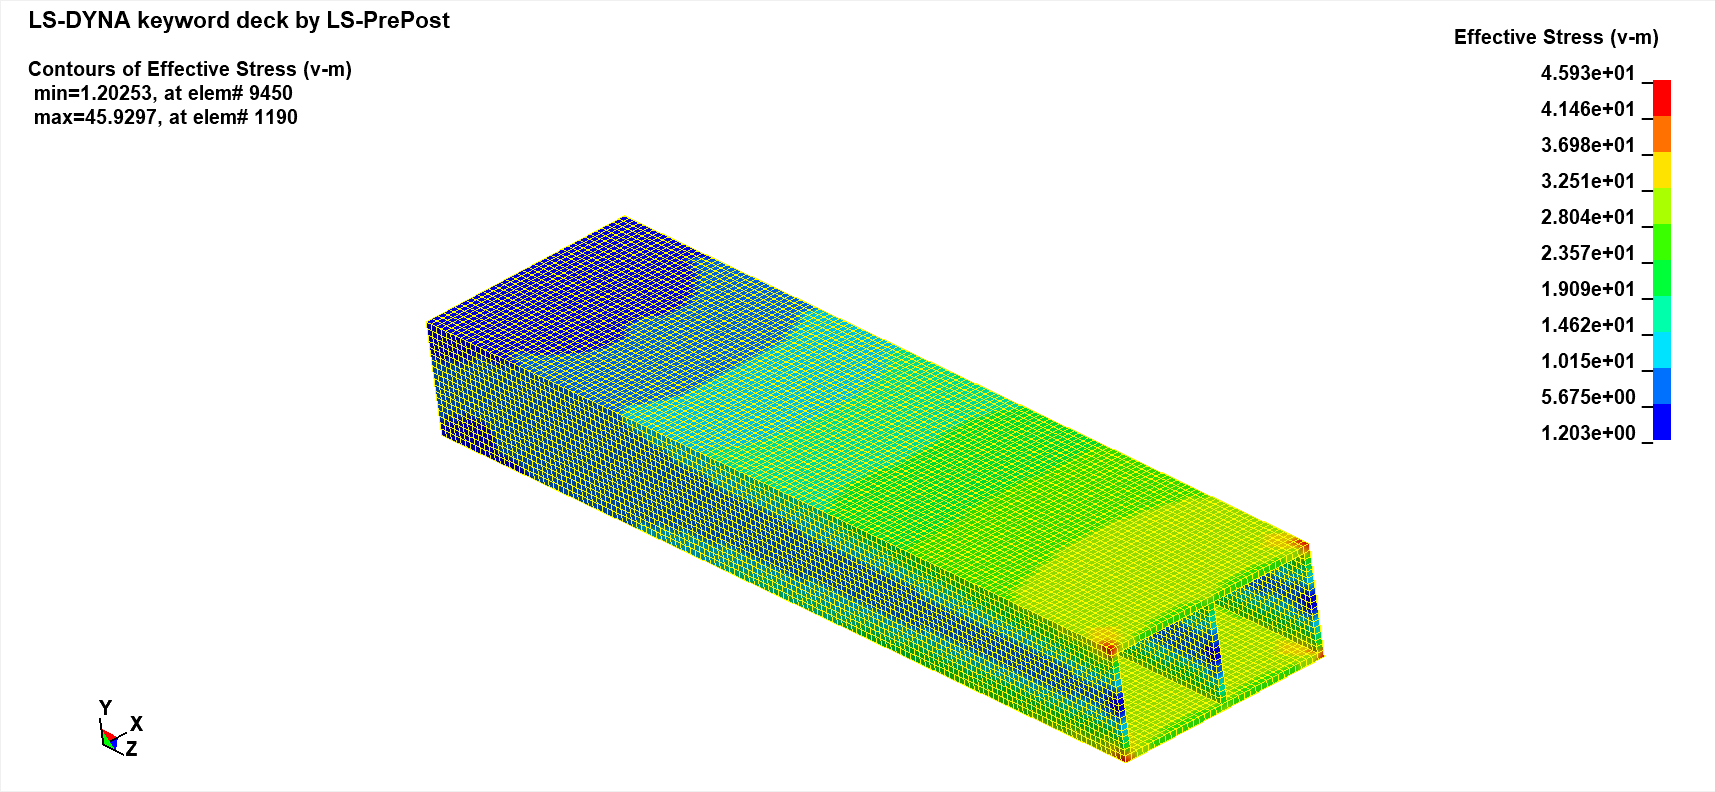 LS-DYNA keyword deck by LS-PrePost
Contours of Effective Stress (v-m)
min=1.20253, at elem# 9450
max=45.9297, at elem# 1190
Effective Stress (v-m)
4.593e+01
4.146e+01
3.698e+01
3.251e+01
2.804e+01
2.357e+01
1.909e+01
1.462e+01
1.015e+01
5.675e+00
1.203e+00
Y
X
Z